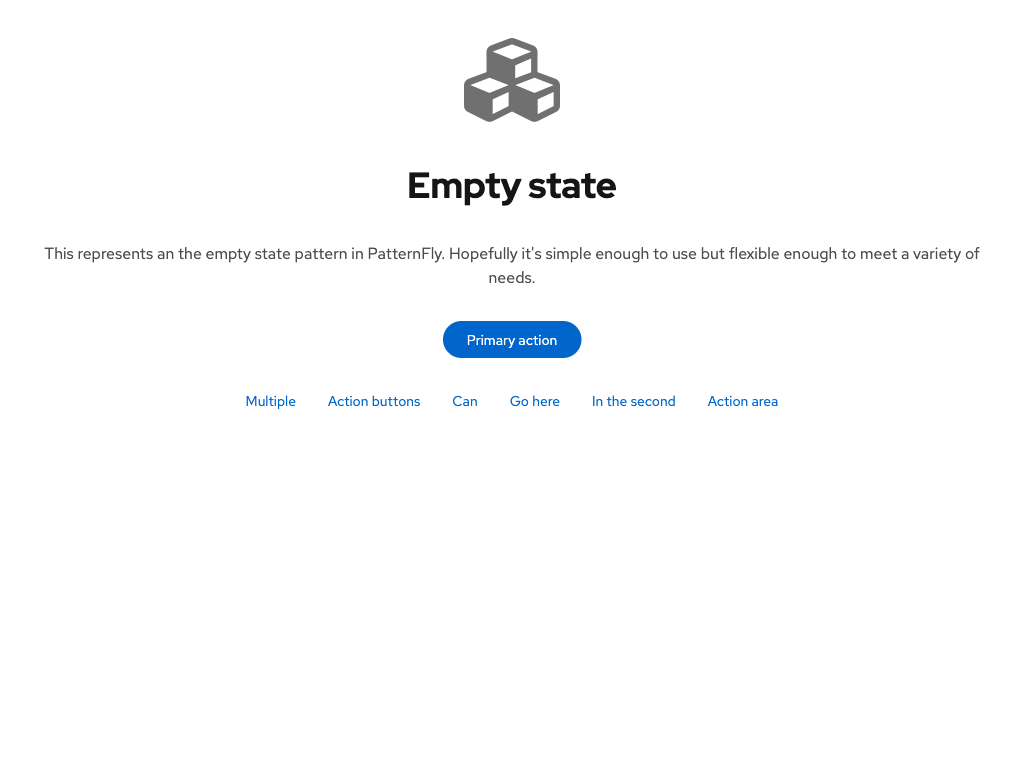 Empty state
This represents an the empty state pattern in PatternFly. Hopefully it's simple enough to use but flexible enough to meet a variety of
needs.
Primary action
Multiple Action buttons Can Go here In the second Action area